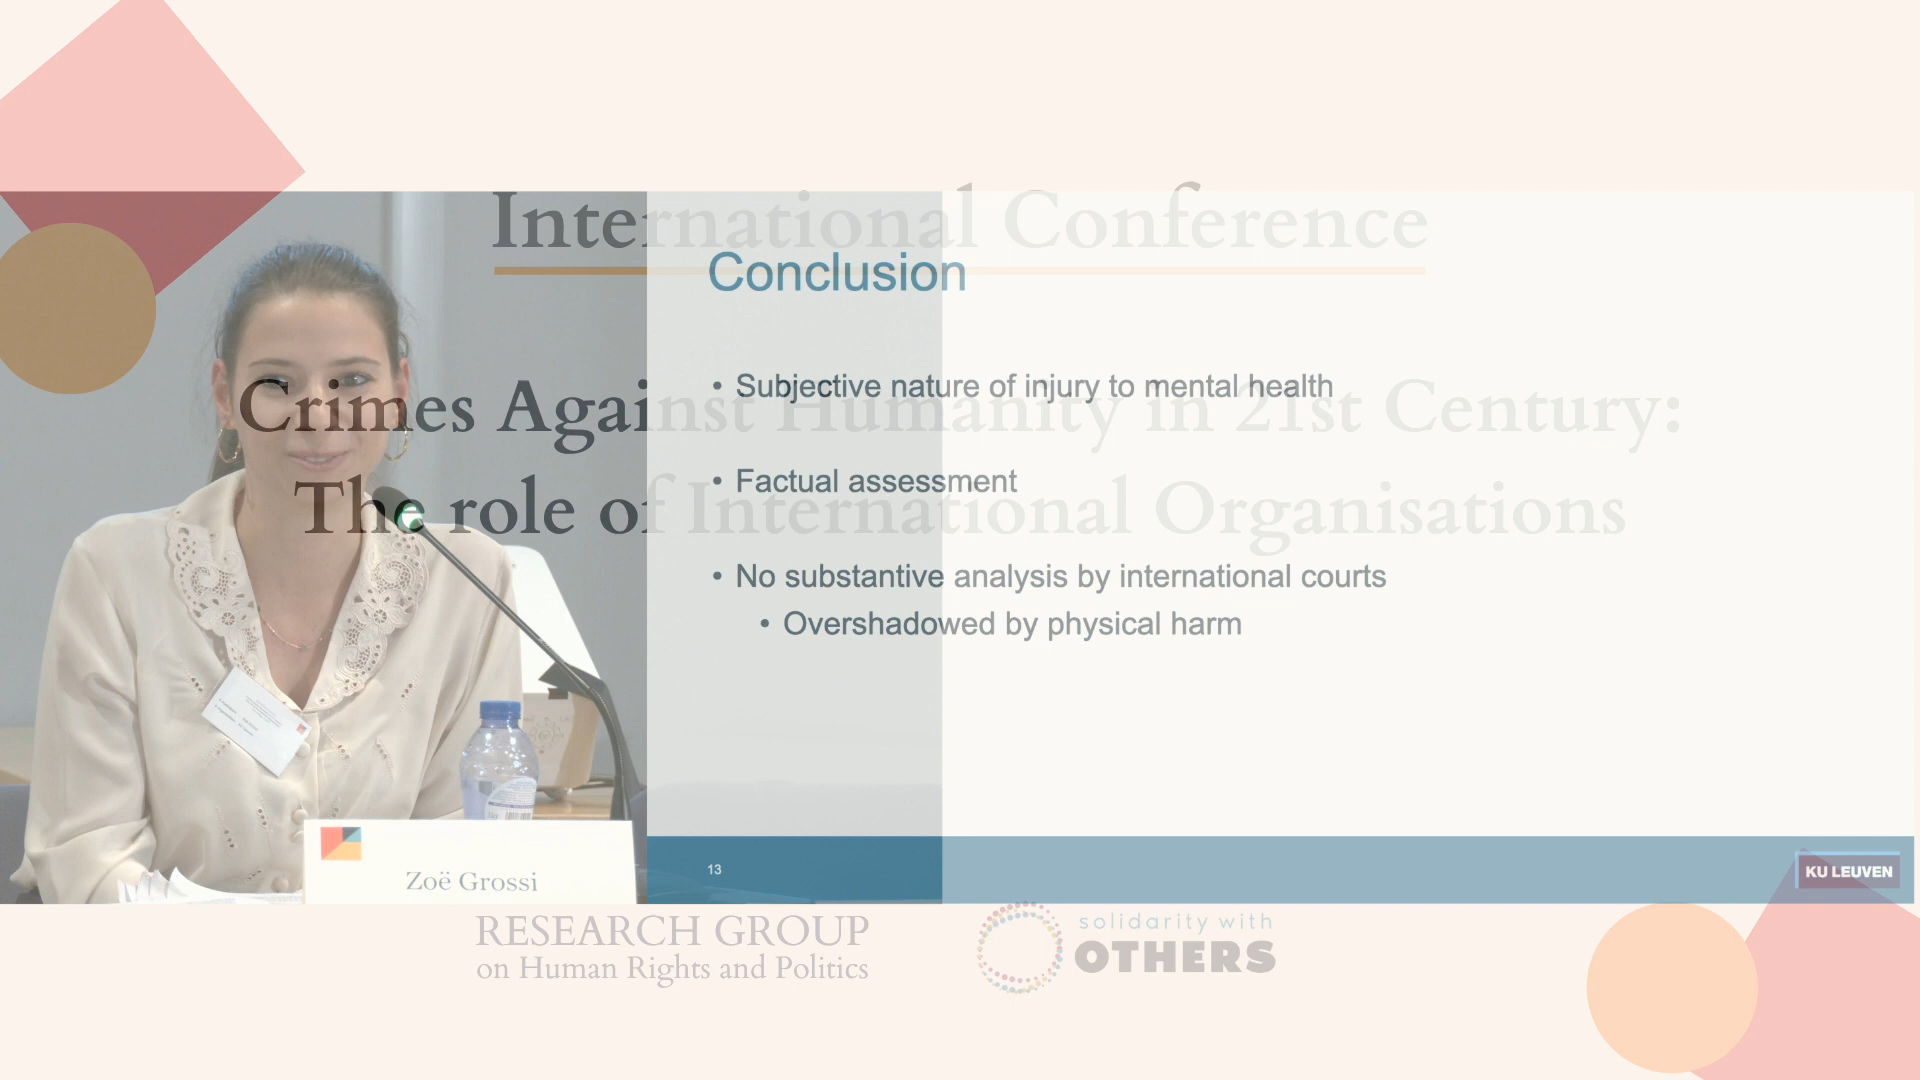 International Conference
Conclusion
• Subjective nature of injury to mental health
Crimes Against Humanity in 21st Century:
• Factual assessment
The role of International Organisations
• No substantive analysis by international courts
• Overshadowed by physical harm
13
KU LEUVEN
Zoë Grossi
RESEARCH GROUP
on Human Rights and Politics
solidarity with
OTHERS